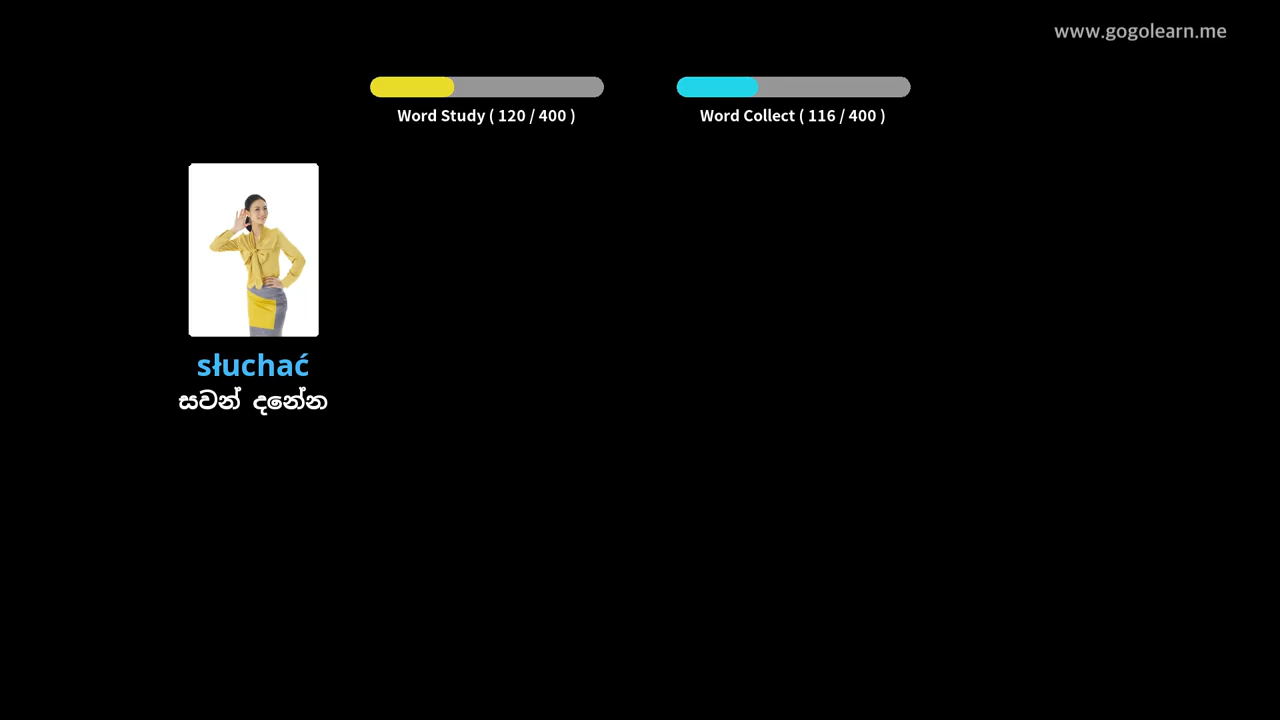 www.gogolearn.me
Word Study ( 120 / 400 )
Word Collect ( 116 / 400 )
słuchać
සවන් දෙන්න